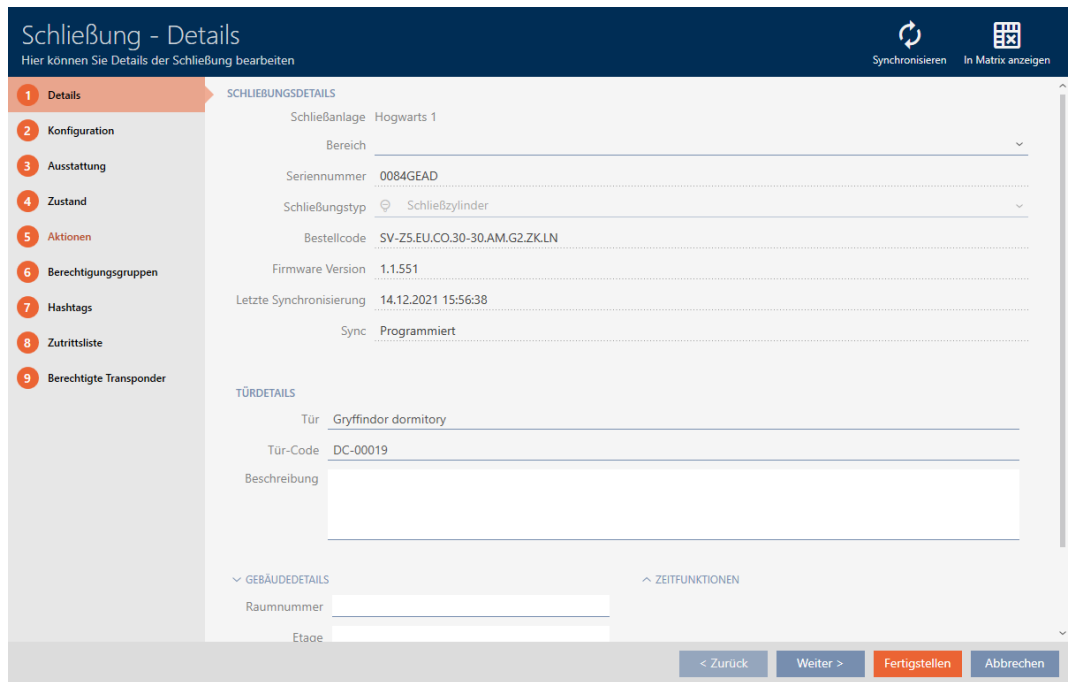 Schließung - Details
Hier können Sie Details der Schließung bearbeiten
Synchronisieren
In Matrix anzeigen
1 Details
2 Konfiguration
3 Ausstattung
4 Zustand
5 Aktionen
6 Berechtigungsgruppen
7 Hashtags
8 Zutrittsliste
9 Berechtigte Transponder
SCHLIEßUNGSDETAILS
Schließanlage Hogwarts 1
Bereich
Seriennummer 0084GEAD
Schließungstyp Schließzylinder
Bestellcode SV-Z5.EU.CO.30-30.AM.G2.ZK.LN
Firmware Version 1.1.551
Letzte Synchronisierung 14.12.2021 15:56:38
Sync Programmiert
TÜRDETAILS
Tür Gryffindor dormitory
Tür-Code DC-00019
Beschreibung
GEBÄUDEDETAILS
Raumnummer
Etage
ZEITFUNKTIONEN
< Zurück
Weiter >
Fertigstellen
Abbrechen